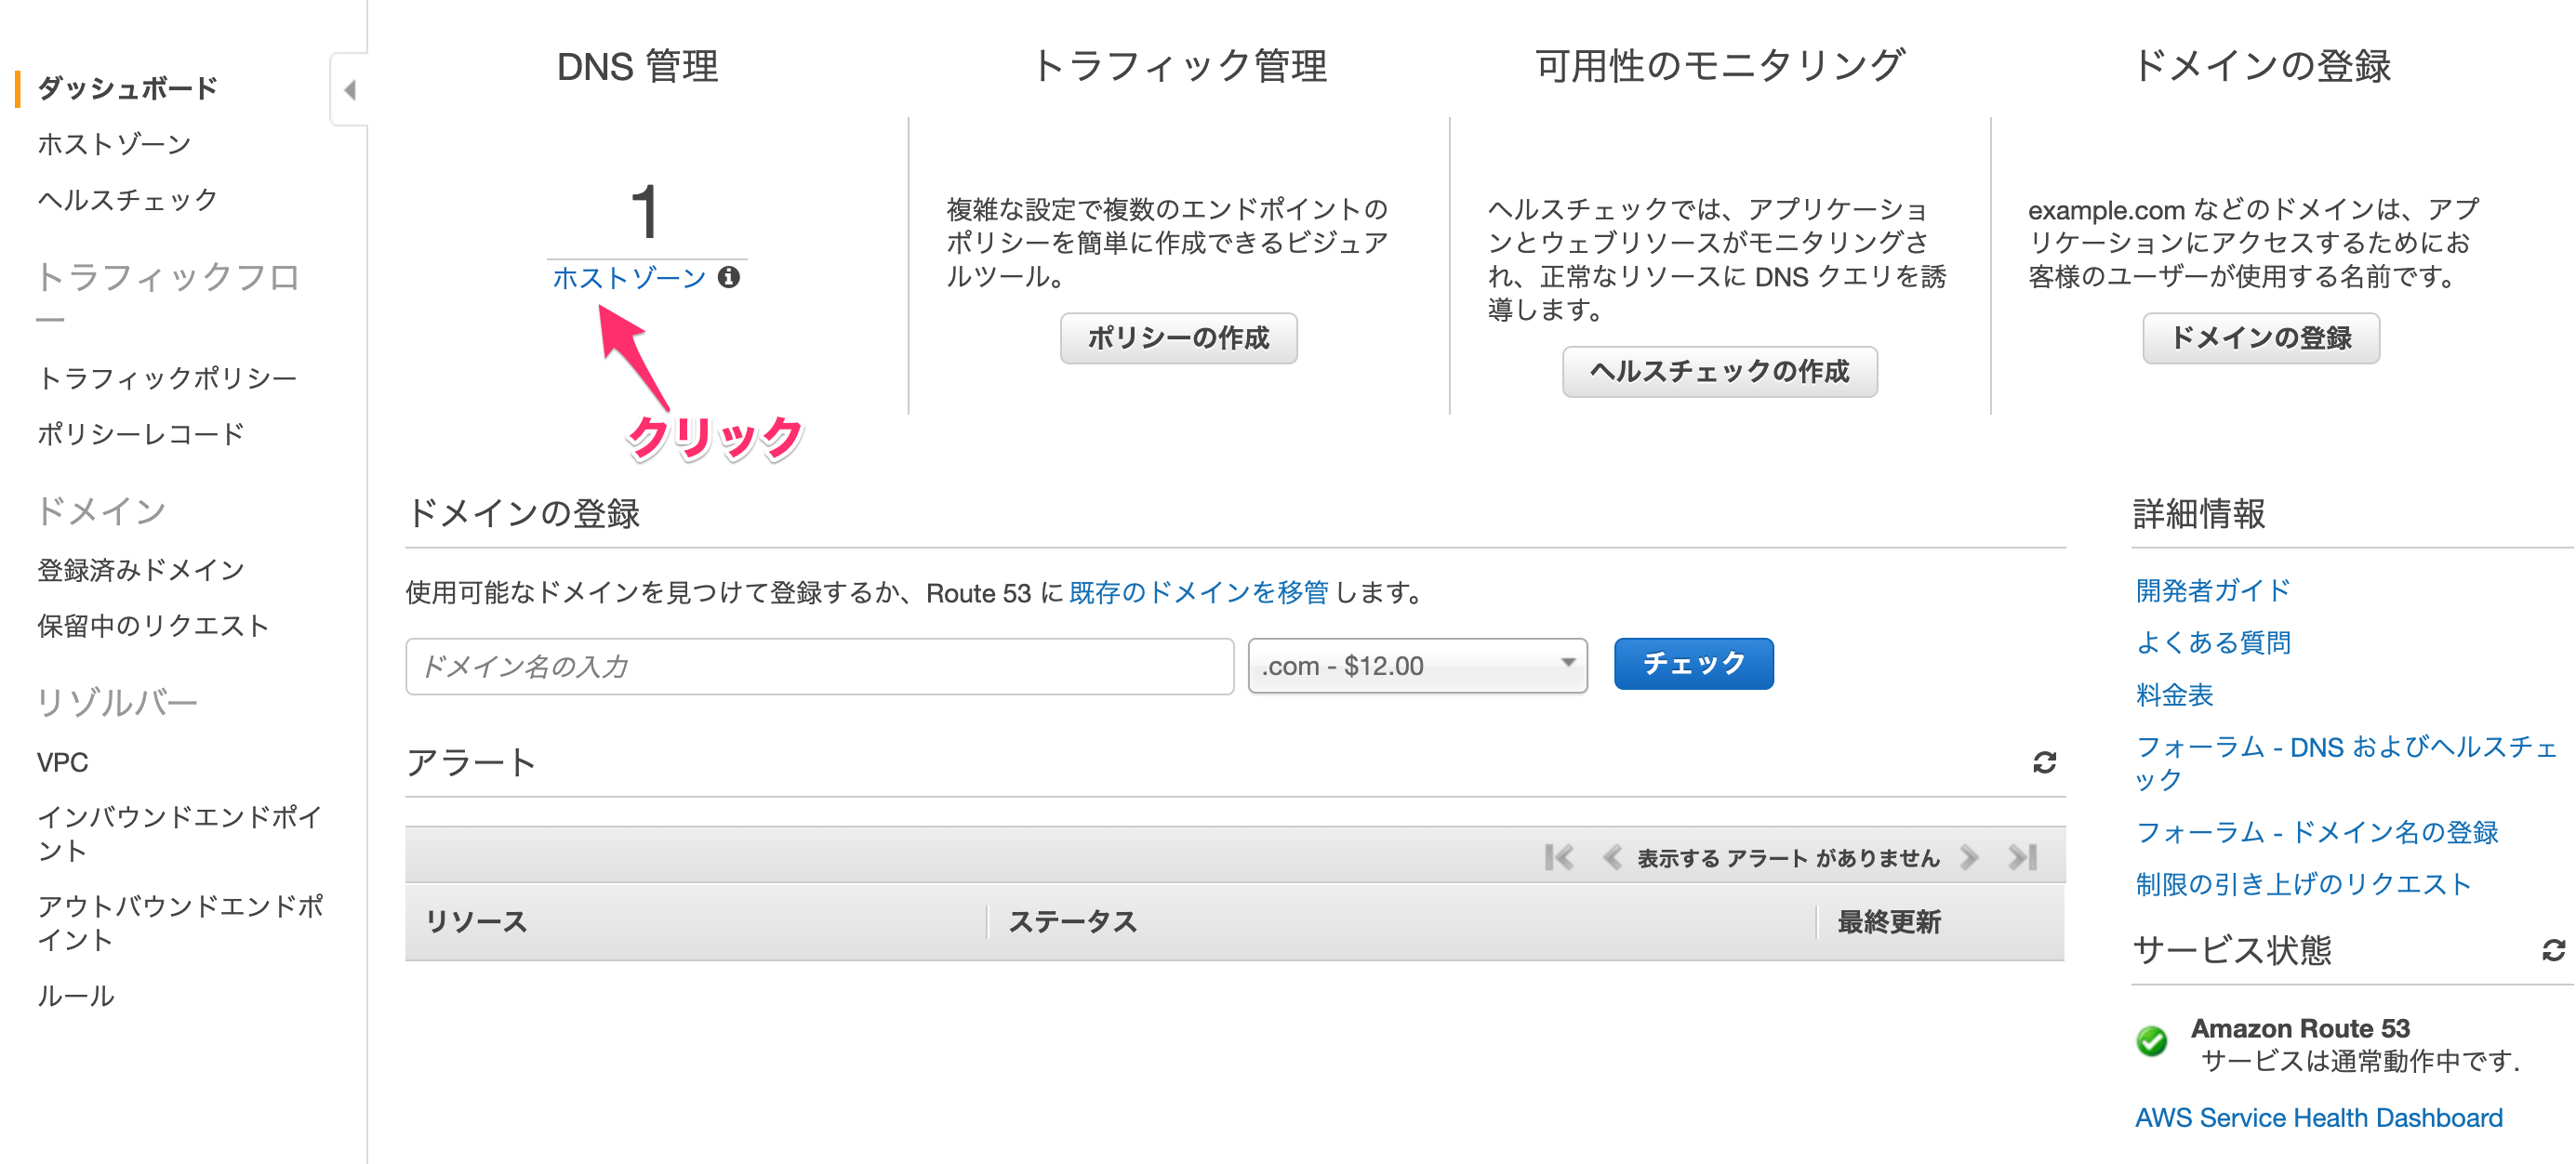 ダッシュボード
ホストゾーン
ヘルスチェック
トラフィックフロ
ー
トラフィックポリシー
ポリシーレコード
ドメイン
登録済みドメイン
保留中のリクエスト
リゾルバー
VPC
インバウンドエンドポイ
ント
アウトバウンドエンドポ
イント
ルール
DNS 管理
1
ホストゾーン
クリック
トラフィック管理
複雑な設定で複数のエンドポイントの
ポリシーを簡単に作成できるビジュア
ルツール。
ポリシーの作成
可用性のモニタリング
ヘルスチェックでは、アプリケーショ
ンとウェブリソースがモニタリングさ
れ、正常なリソースに DNS クエリを誘
導します。
ヘルスチェックの作成
ドメインの登録
example.com などのドメインは、アプ
リケーションにアクセスするためにお
客様のユーザーが使用する名前です。
ドメインの登録
ドメインの登録
使用可能なドメインを見つけて登録するか、Route 53 に 既存のドメインを移管 します。
ドメイン名の入力
.com - $12.00
チェック
アラート
表示する アラート がありません
リソース
ステータス
最終更新
詳細情報
開発者ガイド
よくある質問
料金表
フォーラム - DNS およびヘルスチェ
ック
フォーラム - ドメイン名の登録
制限の引き上げのリクエスト
サービス状態
Amazon Route 53
サービスは通常動作中です.
AWS Service Health Dashboard